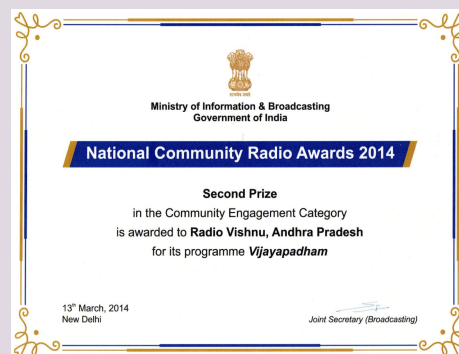 Ministry of Information & Broadcasting
Government of India
National Community Radio Awards 2014
Second Prize
in the Community Engagement Category
is awarded to Radio Vishnu, Andhra Pradesh
for its programme Vijayapadham
13th March, 2014
New Delhi
Joint Secretary (Broadcasting)